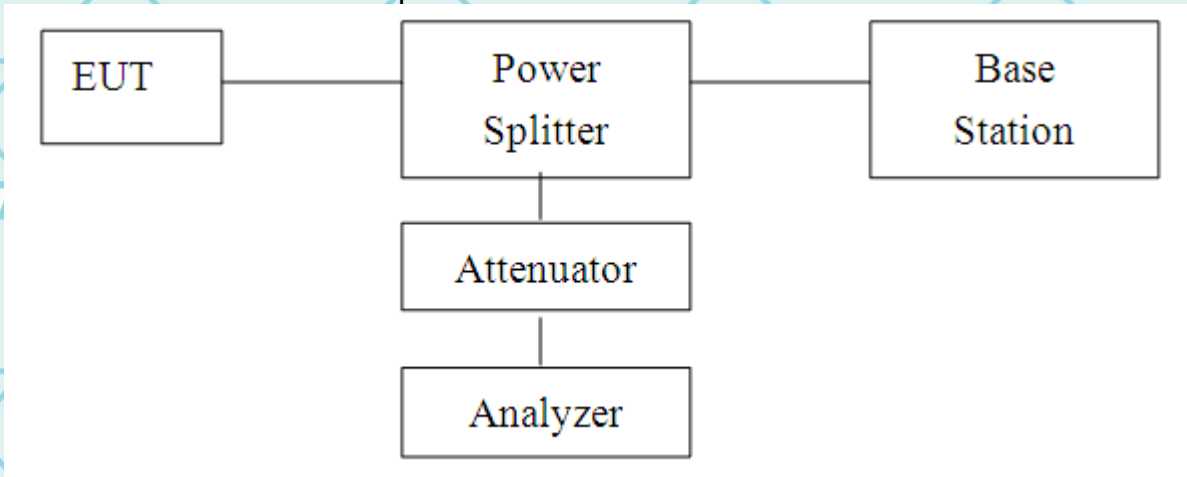 EUT
Power
Splitter
Base
Station
Attenuator
Analyzer